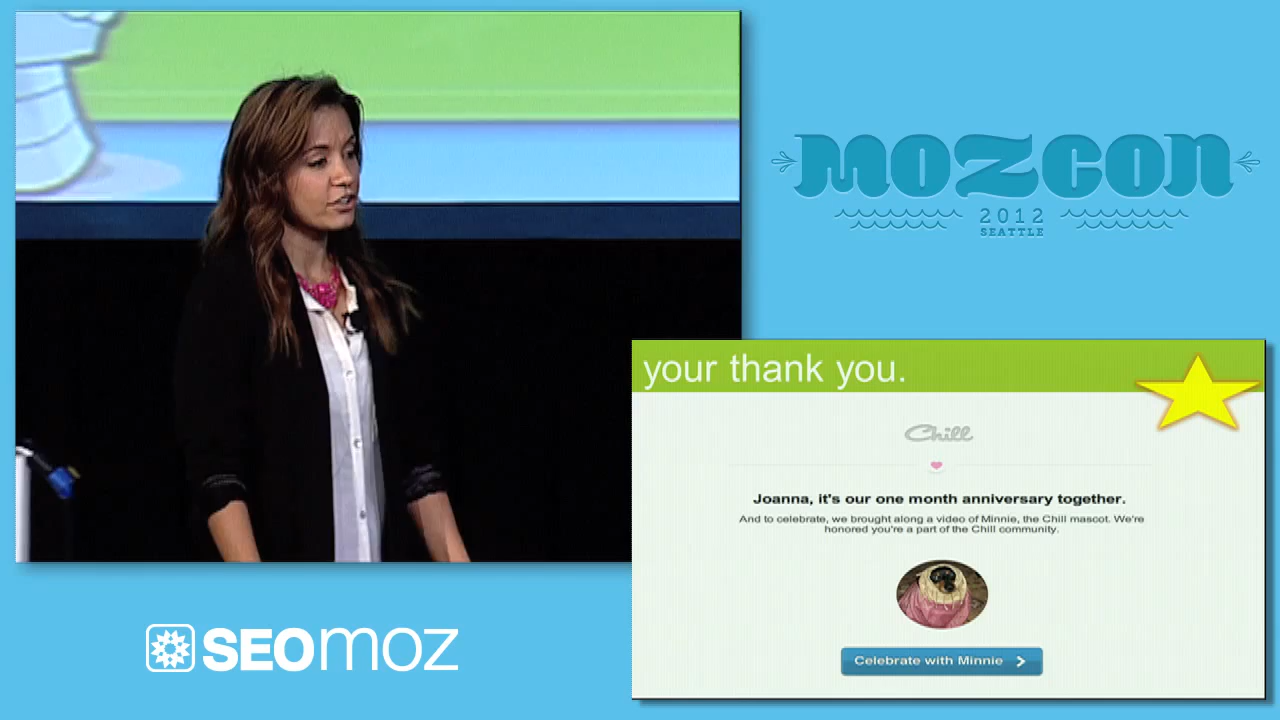 MOZCON
2012
SEATTLE
your thank you.
Chill
Joanna, it's our one month anniversary together.
And to celebrate, we brought along a video of Minnie, the Chill mascot. We're
honored you're a part of the Chill community.
Celebrate with Minnie
SEOMOZ